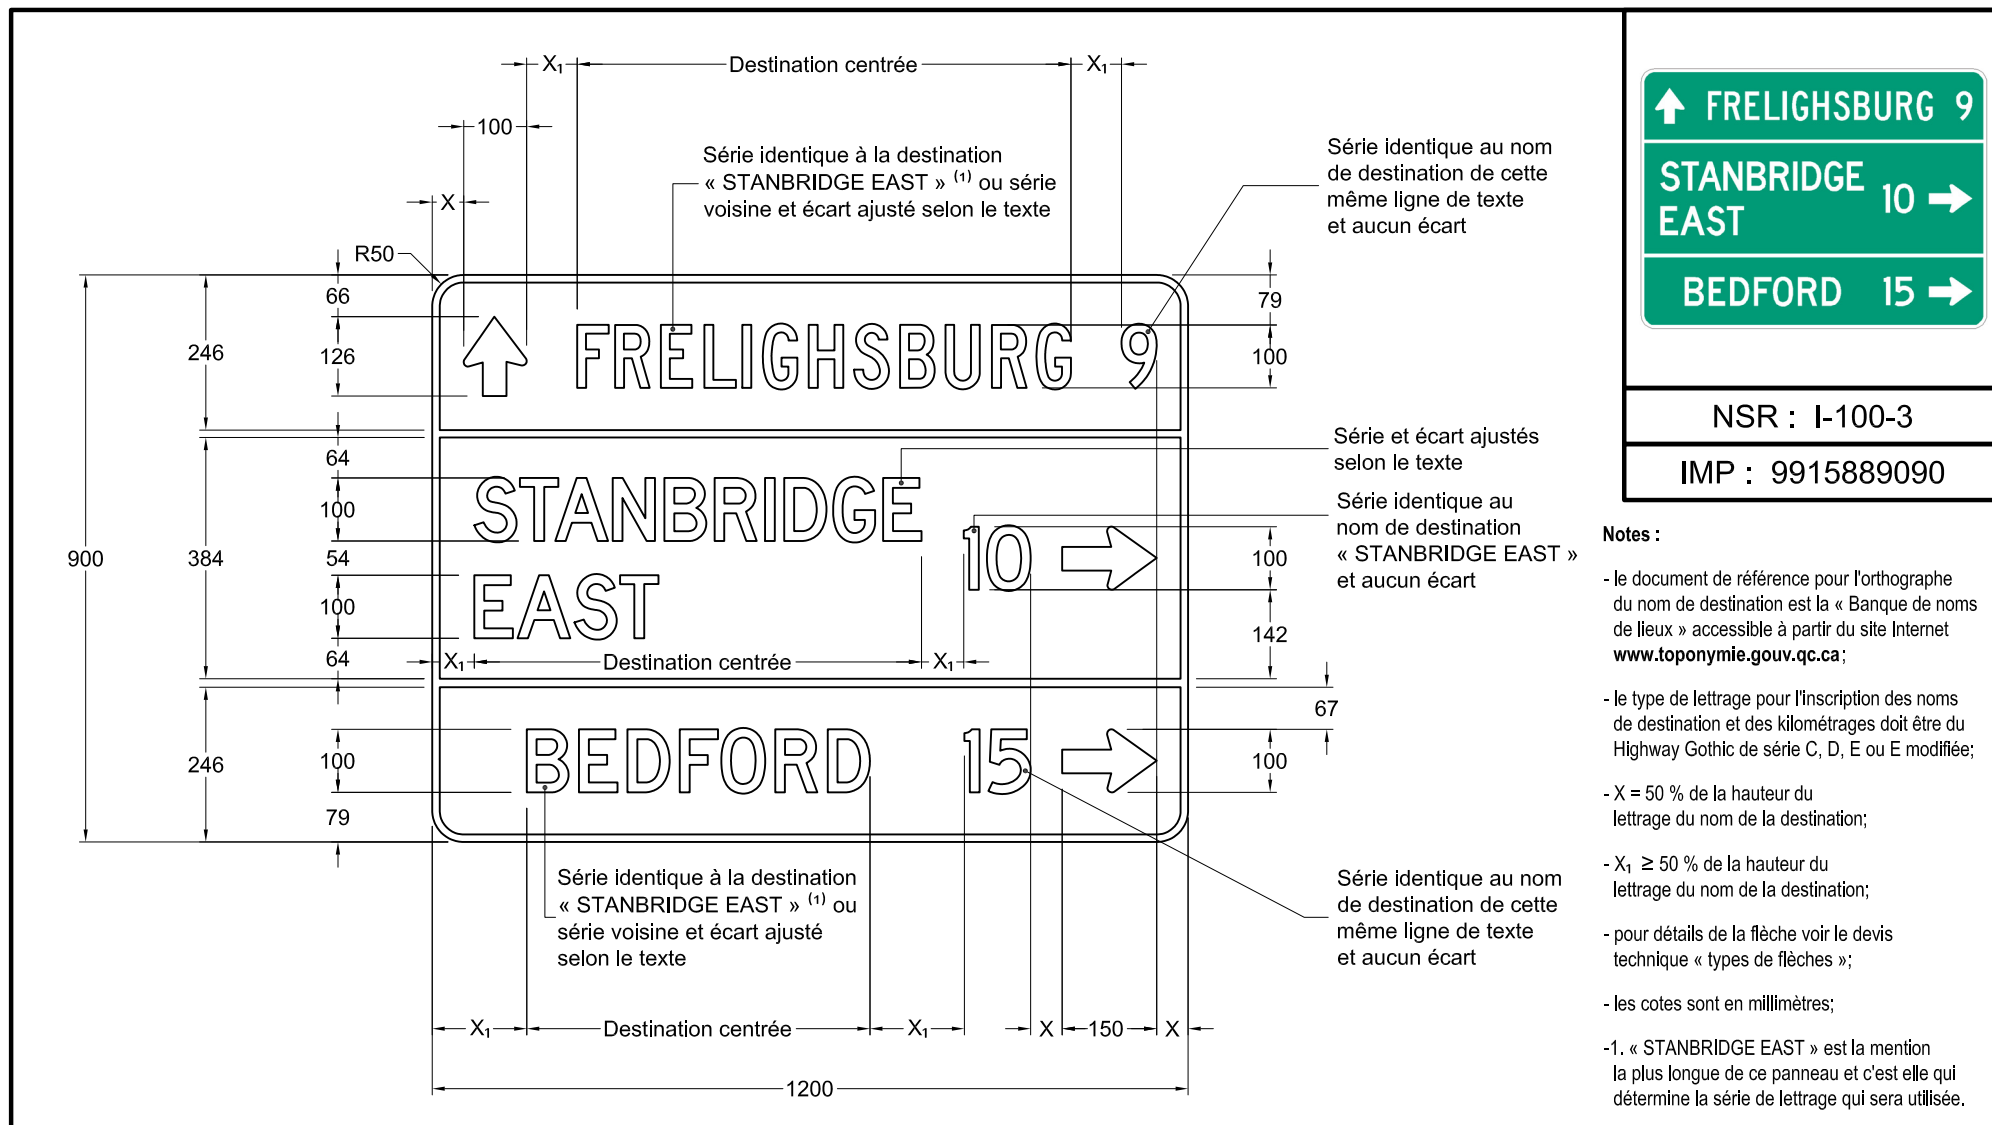 X₁
Destination centrée
X₁
100
Série identique à la destination
« STANBRIDGE EAST » ⁽¹⁾ ou série
voisine et écart ajusté selon le texte
Série identique au nom
de destination de cette
même ligne de texte
et aucun écart
X
R50
66
126
246
79
100
FRELIGHSBURG 9
900
384
64
100
54
100
64
STANBRIDGE
EAST
10
Série et écart ajustés
selon le texte
Série identique au
nom de destination
« STANBRIDGE EAST »
et aucun écart
100
142
X₁
Destination centrée
X₁
67
246
100
79
BEDFORD 15
100
Série identique à la destination
« STANBRIDGE EAST » ⁽¹⁾ ou
série voisine et écart ajusté
selon le texte
Série identique au nom
de destination de cette
même ligne de texte
et aucun écart
X₁
Destination centrée
X₁
X
150
X
1200
FRELIGHSBURG 9
STANBRIDGE
EAST
10
BEDFORD 15
NSR : I-100-3
IMP : 9915889090
Notes :
- le document de référence pour l'orthographe
du nom de destination est la « Banque de noms
de lieux » accessible à partir du site Internet
www.toponymie.gouv.qc.ca;
- le type de lettrage pour l'inscription des noms
de destination et des kilométrages doit être du
Highway Gothic de série C, D, E ou E modifiée;
- X = 50 % de la hauteur du
lettrage du nom de la destination;
- X₁ ≥ 50 % de la hauteur du
lettrage du nom de la destination;
- pour détails de la flèche voir le devis
technique « types de flèches »;
- les cotes sont en millimètres;
-1. « STANBRIDGE EAST » est la mention
la plus longue de ce panneau et c'est elle qui
détermine la série de lettrage qui sera utilisée.